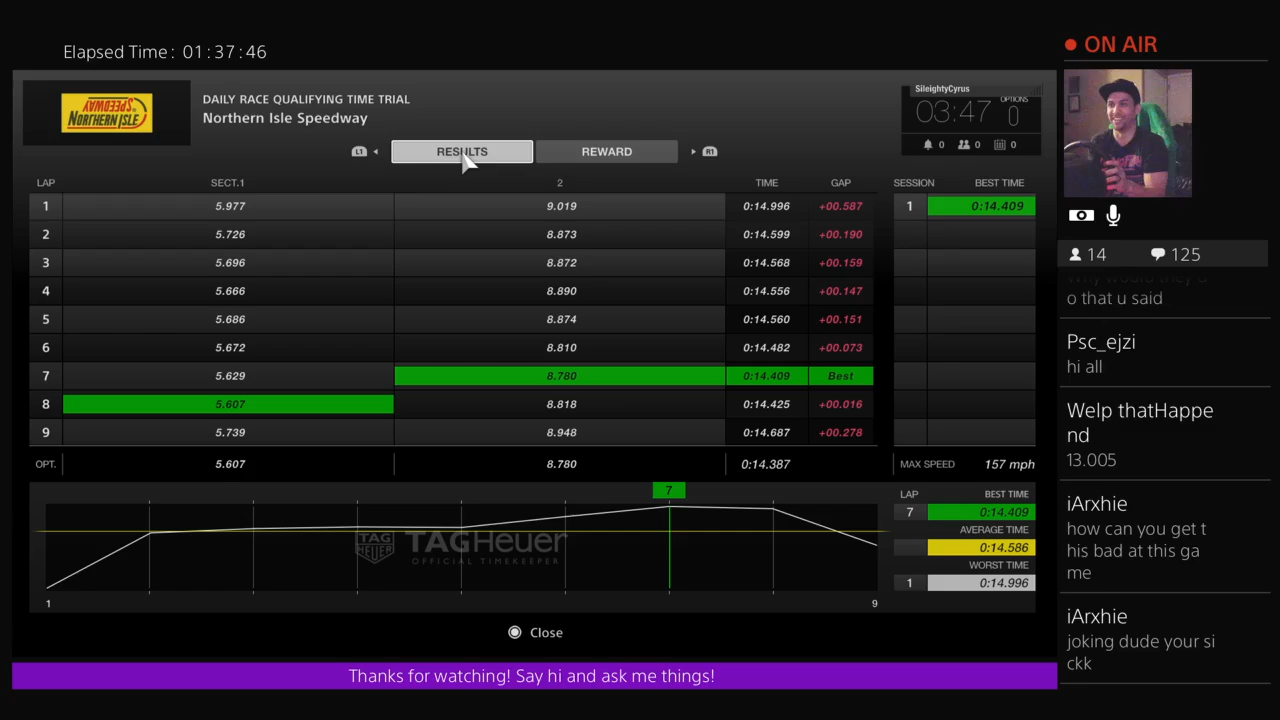 Elapsed Time: 01:37:46
ON AIR
NORTHERN ISLE
SPEEDWAY
DAILY RACE QUALIFYING TIME TRIAL
Northern Isle Speedway
SileightyCyrus
03:47 OPTIONS 0
0 0 0
L1 RESULTS REWARD R1
LAP SECT.1 2 TIME GAP SESSION BEST TIME
1 5.977 9.019 0:14.996 +00.587 1 0:14.409
2 5.726 8.873 0:14.599 +00.190
3 5.696 8.872 0:14.568 +00.159
4 5.666 8.890 0:14.556 +00.147
5 5.686 8.874 0:14.560 +00.151
6 5.672 8.810 0:14.482 +00.073
7 5.629 8.780 0:14.409 Best
8 5.607 8.818 0:14.425 +00.016
9 5.739 8.948 0:14.687 +00.278
OPT. 5.607 8.780 0:14.387 MAX SPEED 157 mph
7
LAP BEST TIME
7 0:14.409
AVERAGE TIME
0:14.586
WORST TIME
1 0:14.996
TAG HEUER TAGHeuer
OFFICIAL TIMEKEEPER
1 9
Close
Thanks for watching! Say hi and ask me things!
14 125
Why would they d
o that u said
Psc_ejzi
hi all
Welp thatHappe
nd
13.005
iArxhie
how can you get t
his bad at this ga
me
iArxhie
joking dude your si
ckk